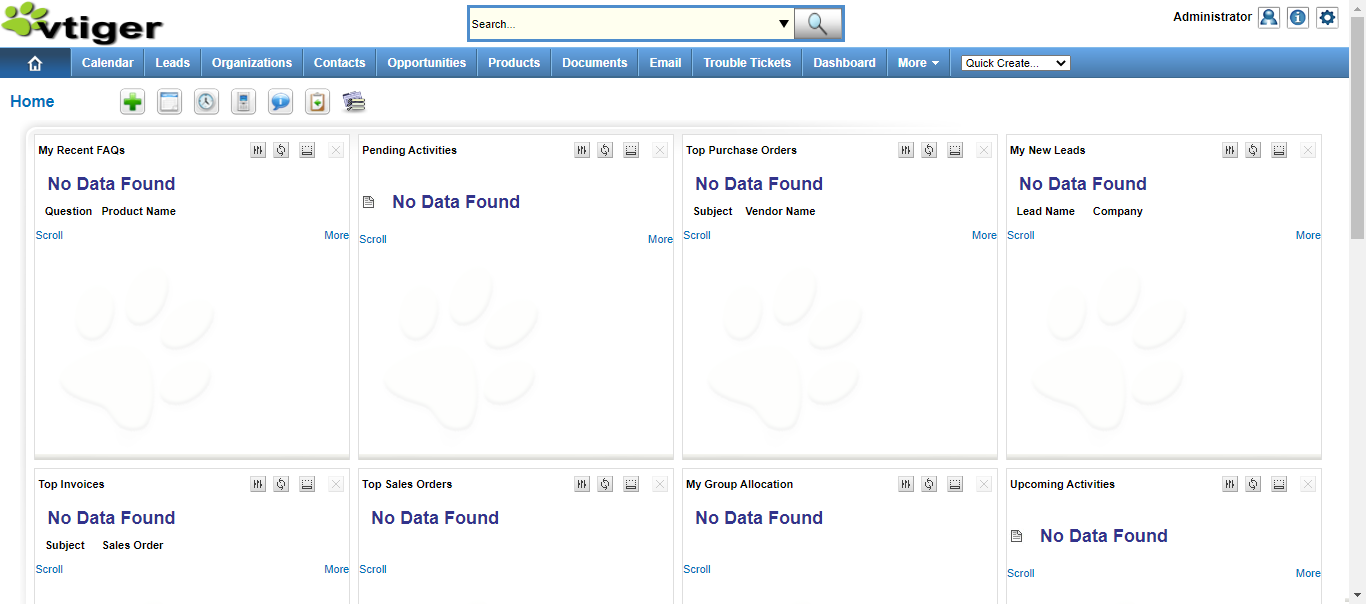 vtiger
Search...
Administrator
Calendar Leads Organizations Contacts Opportunities Products Documents Email Trouble Tickets Dashboard More Quick Create...
Home
My Recent FAQs
No Data Found
Question Product Name
Scroll More
Pending Activities
No Data Found
Scroll More
Top Purchase Orders
No Data Found
Subject Vendor Name
Scroll More
My New Leads
No Data Found
Lead Name Company
Scroll More
Top Invoices
No Data Found
Subject Sales Order
Scroll More
Top Sales Orders
No Data Found
Scroll
My Group Allocation
No Data Found
Scroll
Upcoming Activities
No Data Found
Scroll More